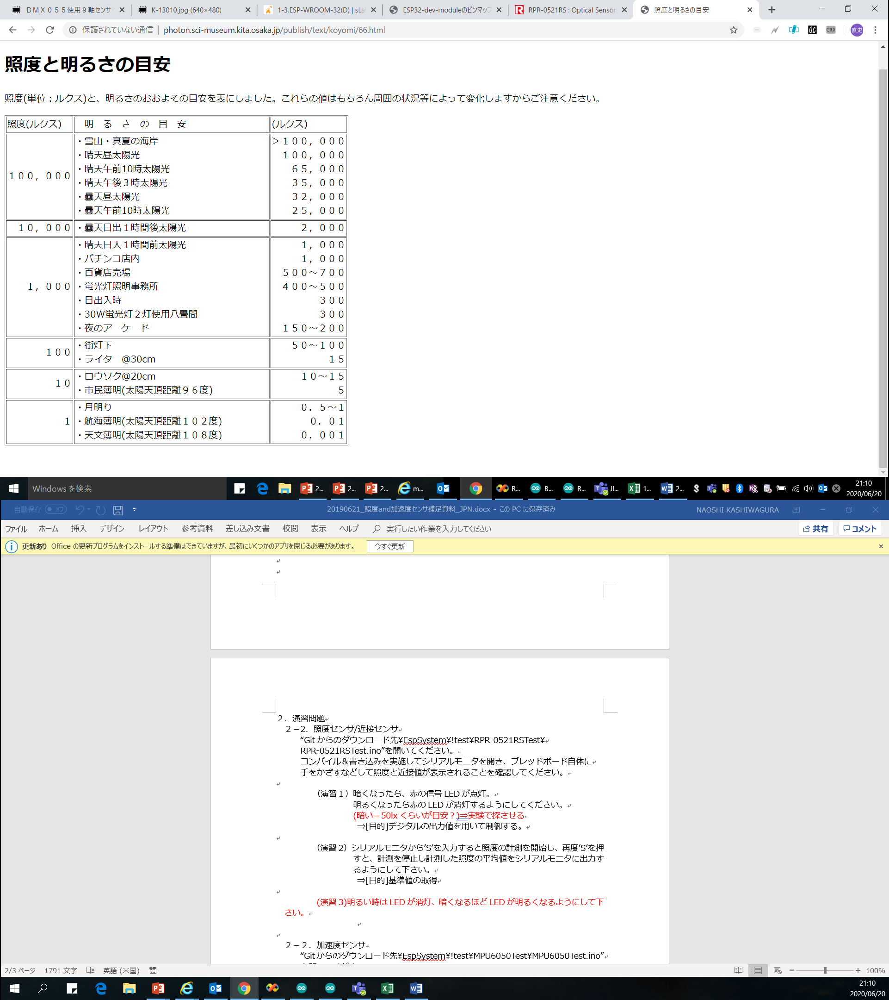 ＢＭＸ０５５使用９軸センサ
K-13010.jpg (640×480)
1-3.ESP-WROOM-32(D) | sLa
ESP32-dev-moduleのピンマップ
RPR-0521RS : Optical Sensor
照度と明るさの目安
保護されていない通信 | photon.sci-museum.kita.osaka.jp/publish/text/koyomi/66.html
QC
CRX
直史
照度と明るさの目安
照度(単位：ルクス)と、明るさのおおよその目安を表にしました。これらの値はもちろん周囲の状況等によって変化しますからご注意ください。
照度(ルクス) 明　る　さ　の　目　安 (ルクス)
１００，０００
・雪山・真夏の海岸 ＞１００，０００
・晴天昼太陽光 １００，０００
・晴天午前10時太陽光 ６５，０００
・晴天午後３時太陽光 ３５，０００
・曇天昼太陽光 ３２，０００
・曇天午前10時太陽光 ２５，０００
１０，０００ ・曇天日出１時間後太陽光 ２，０００
１，０００
・晴天日入１時間前太陽光 １，０００
・パチンコ店内 １，０００
・百貨店売場 ５００～７００
・蛍光灯照明事務所 ４００～５００
・日出入時 ３００
・30W蛍光灯２灯使用八畳間 ３００
・夜のアーケード １５０～２００
１００
・街灯下 ５０～１００
・ライター@30cm １５
１０
・ロウソク@20cm １０～１５
・市民薄明(太陽天頂距離９６度) ５
１
・月明り ０．５～１
・航海薄明(太陽天頂距離１０２度) ０．０１
・天文薄明(太陽天頂距離１０８度) ０．００１
Windows を検索
2... 2... 2... m... R... B... R... JI... 1... 2...
21:10
2020/06/20
自動保存 オフ
20190621_照度and加速度センサ補足資料_JPN.docx - この PC に保存済み
NAOSHI KASHIWAGURA
ファイル ホーム 挿入 デザイン レイアウト 参考資料 差し込み文書 校閲 表示 ヘルプ 実行したい作業を入力してください 共有 コメント
更新あり Office の更新プログラムをインストールする準備はできていますが、最初にいくつかのアプリを閉じる必要があります。 今すぐ更新
２．演習問題
２－２．照度センサ/近接センサ
“Git からのダウンロード先¥EspSystem¥!test¥RPR-0521RSTest¥
RPR-0521RSTest.ino”を開いてください。
コンパイル＆書き込みを実施してシリアルモニタを開き、ブレッドボード自体に
手をかざすなどして照度と近接値が表示されることを確認してください。
（演習１）暗くなったら、赤の信号 LED が点灯。
明るくなったら赤の LED が消灯するようにしてください。
(暗い＝50lx くらいが目安？)⇒実験で探させる
⇒[目的]デジタルの出力値を用いて制御する。
（演習 2）シリアルモニタから’S’を入力すると照度の計測を開始し、再度’S’を押
すと、計測を停止し計測した照度の平均値をシリアルモニタに出力す
るようにして下さい。
⇒[目的]基準値の取得
(演習 3)明るい時は LED が消灯、暗くなるほど LED が明るくなるようにして下
さい。
２－２．加速度センサ
“Gitからのダウンロード先¥EspSystem¥!test¥MPU6050Test¥MPU6050Test.ino”
2/3 ページ 1791 文字 英語 (米国) 100%
21:10
2020/06/20